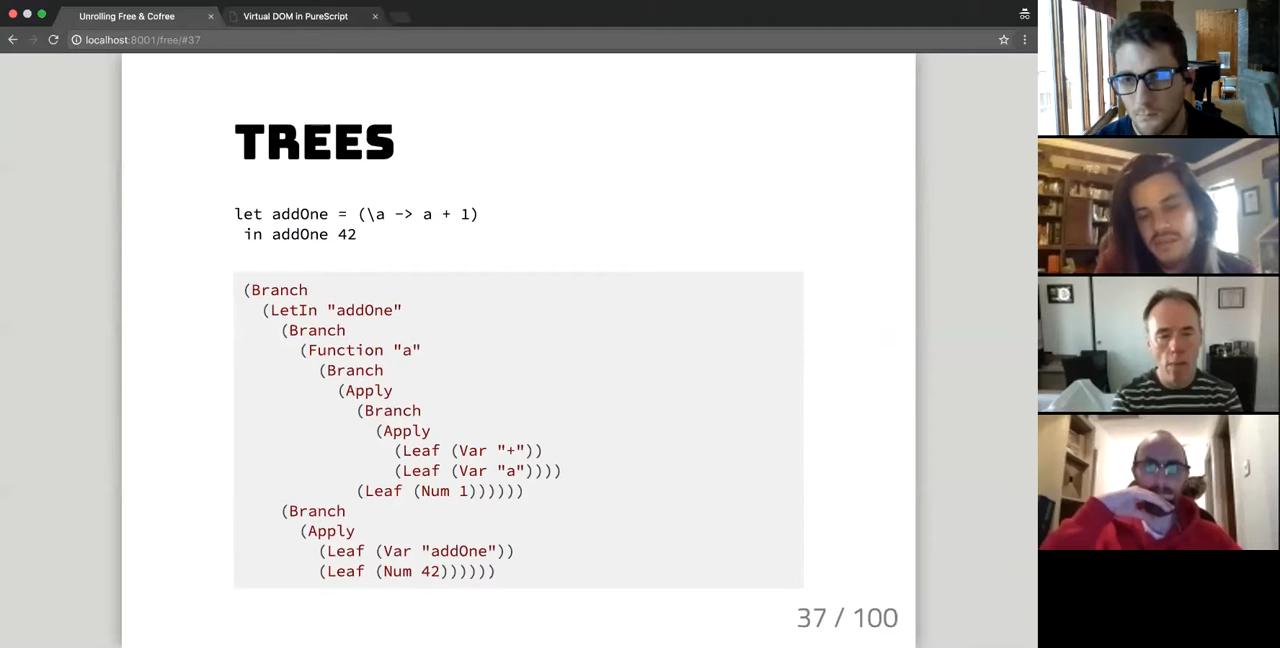 Unrolling Free & Cofree
Virtual DOM in PureScript
localhost:8001/free/#37
TREES
let addOne = (\a -> a + 1)
in addOne 42
(Branch
(LetIn "addOne"
(Branch
(Function "a"
(Branch
(Apply
(Branch
(Apply
(Leaf (Var "+"))
(Leaf (Var "a"))))
(Leaf (Num 1))))))
(Branch
(Apply
(Leaf (Var "addOne"))
(Leaf (Num 42))))))
37 / 100